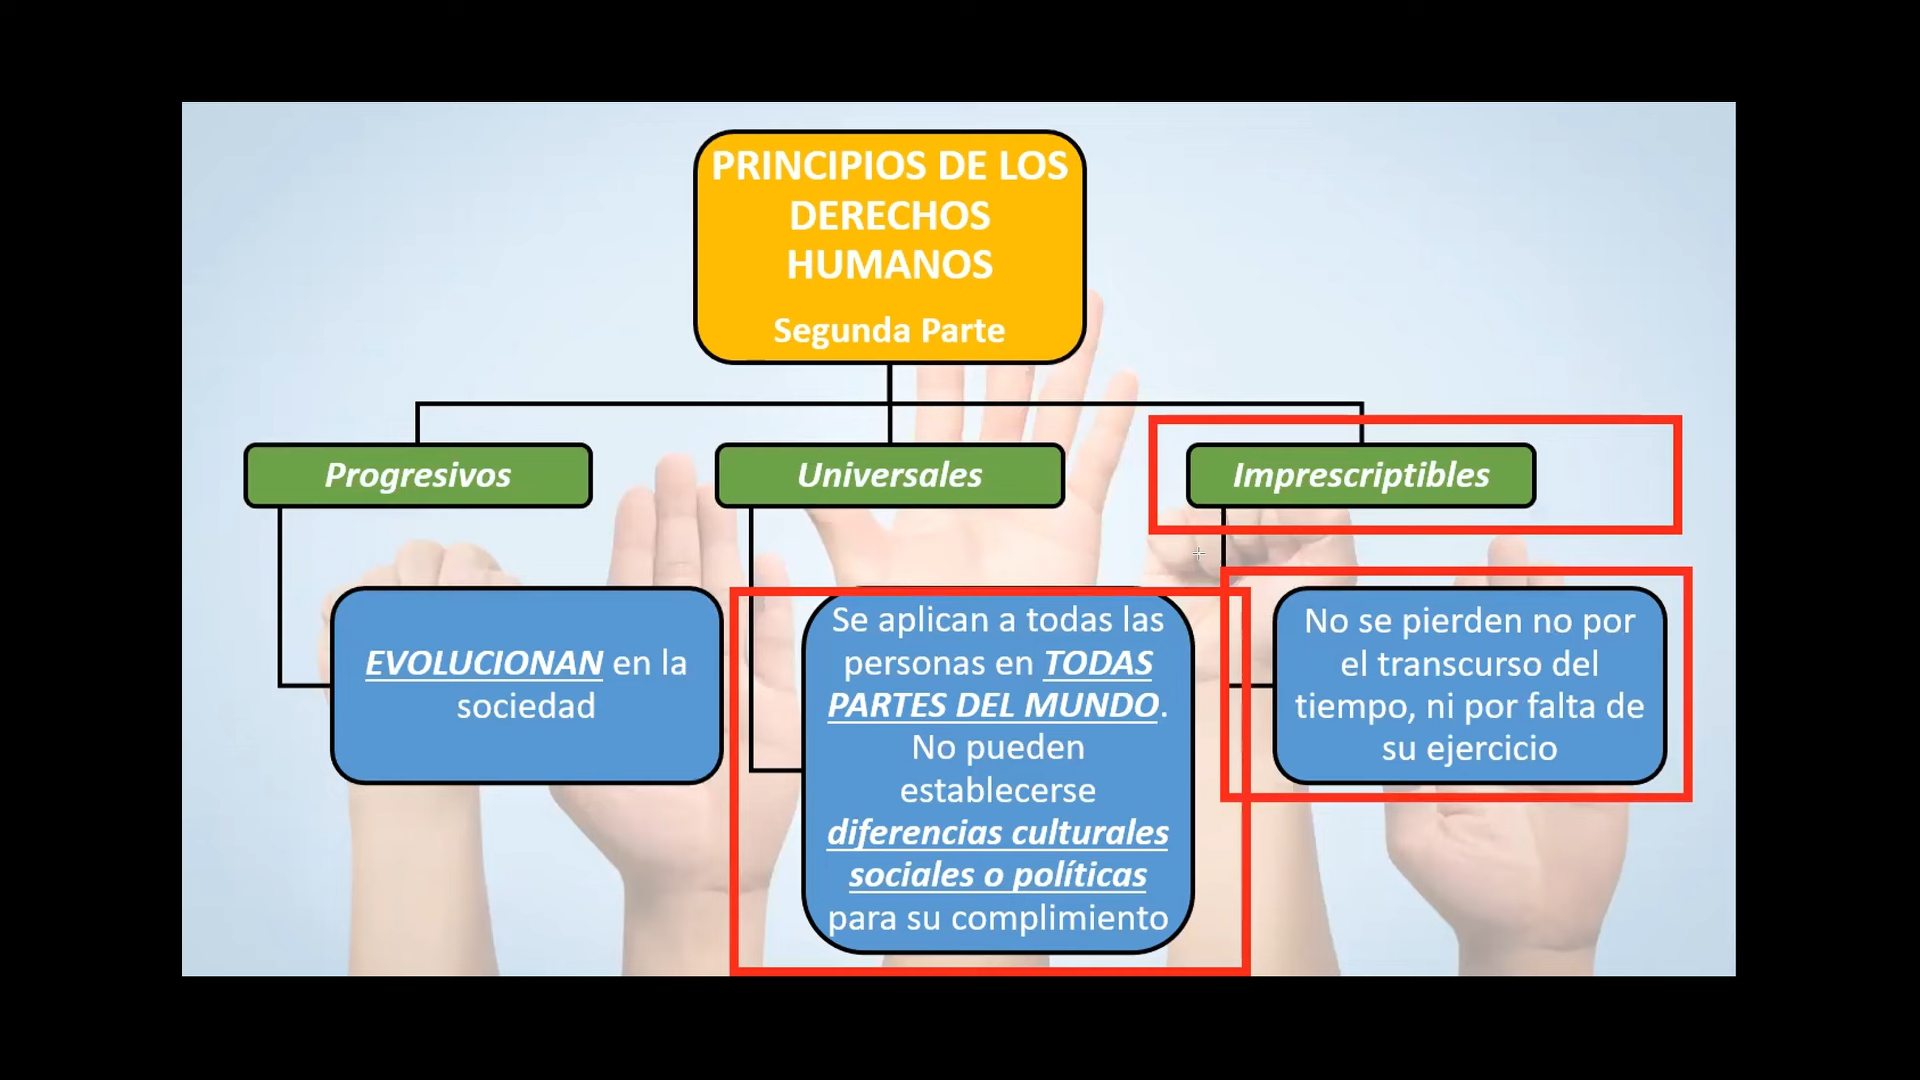 PRINCIPIOS DE LOS
DERECHOS
HUMANOS
Segunda Parte
Progresivos
EVOLUCIONAN en la
sociedad
Universales
Se aplican a todas las
personas en TODAS
PARTES DEL MUNDO.
No pueden
establecerse
diferencias culturales
sociales o políticas
para su complimiento
Imprescriptibles
No se pierden no por
el transcurso del
tiempo, ni por falta de
su ejercicio